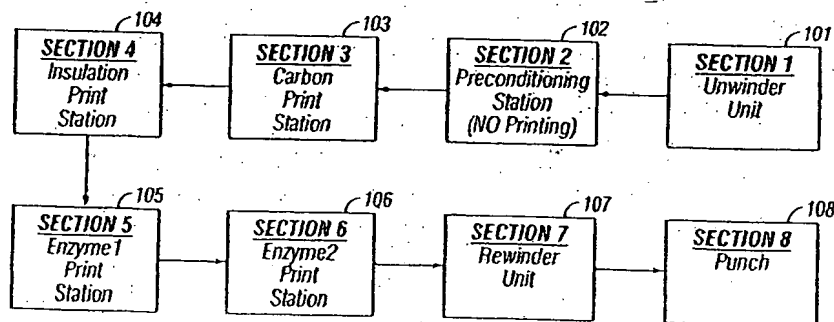 104
SECTION 4
Insulation
Print
Station
103
SECTION 3
Carbon
Print
Station
102
SECTION 2
Preconditioning
Station
(NO Printing)
101
SECTION 1
Unwinder
Unit
105
SECTION 5
Enzyme1
Print
Station
106
SECTION 6
Enzyme2
Print
Station
107
SECTION 7
Rewinder
Unit
108
SECTION 8
Punch